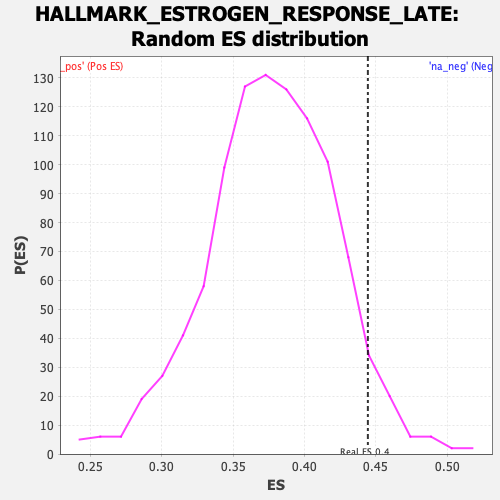 HALLMARK_ESTROGEN_RESPONSE_LATE:
Random ES distribution
_pos' (Pos ES)
'na_neg' (Neg
130
120
110
100
90
80
70
60
50
40
30
20
10
0
P(ES)
Real ES 0.4
0.25 0.30 0.35 0.40 0.45 0.50
ES